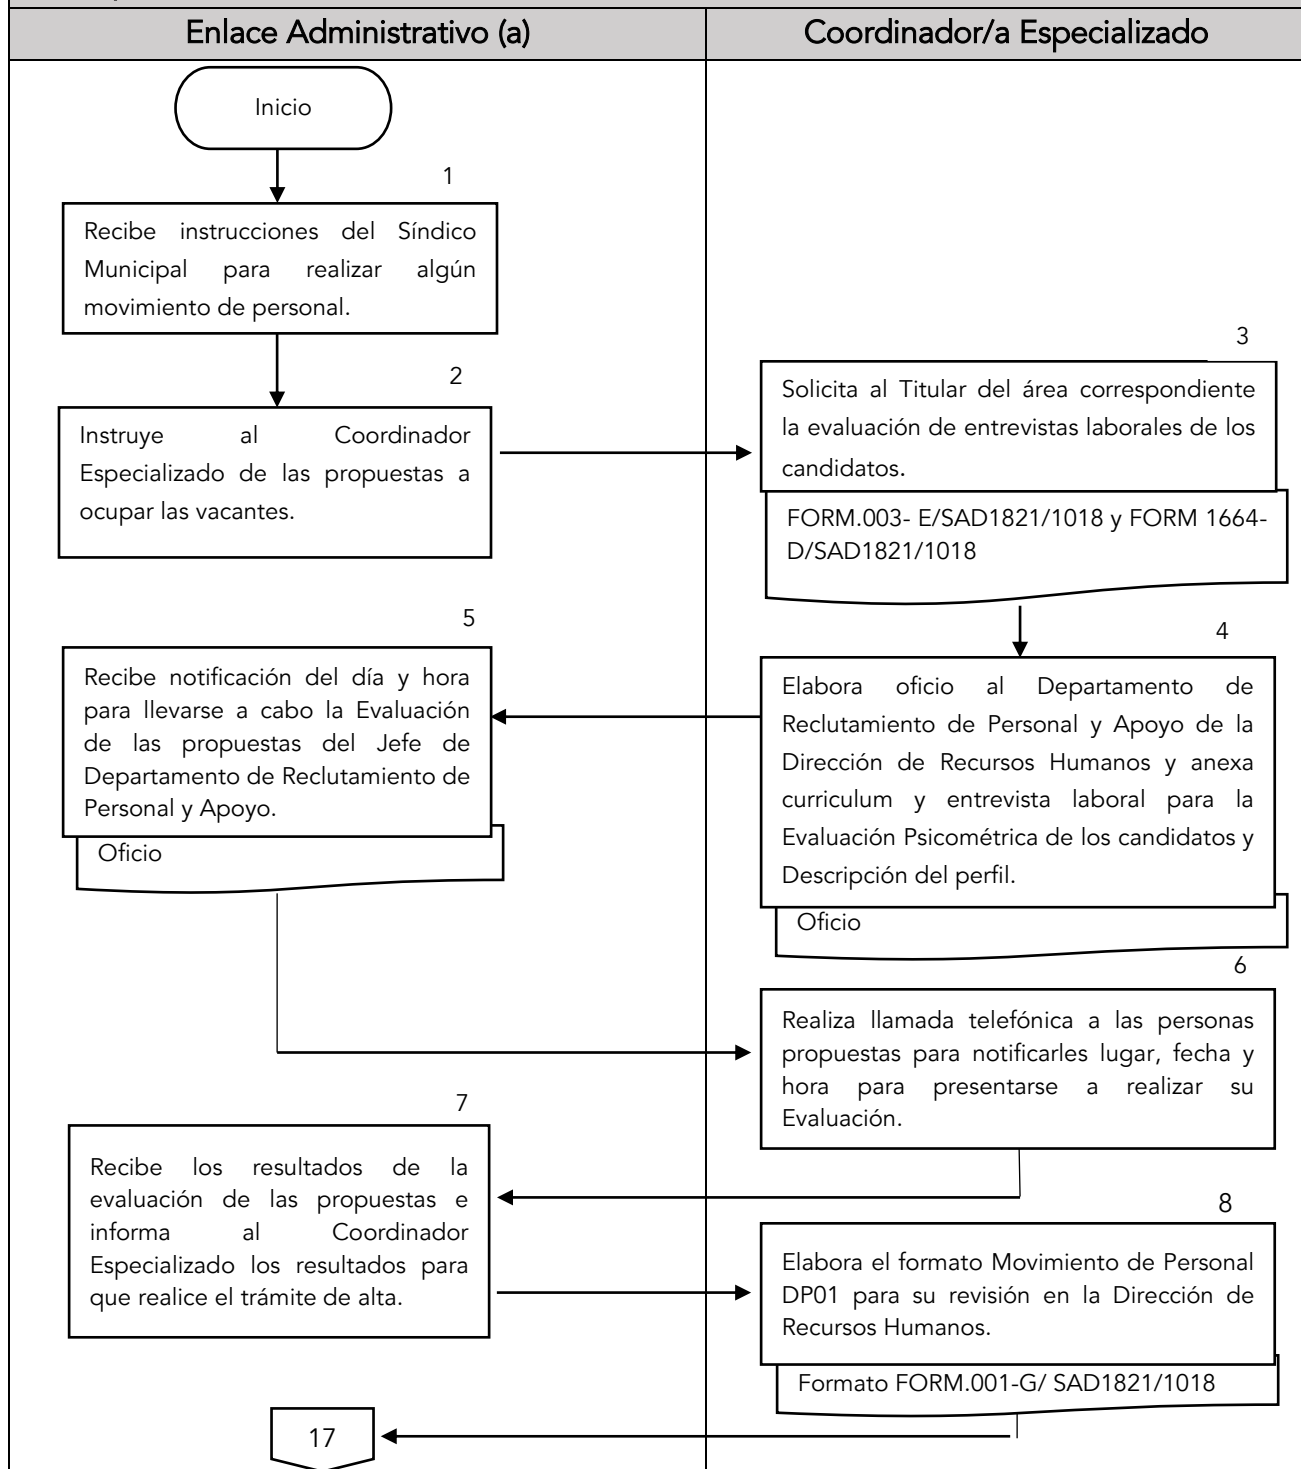 Enlace Administrativo (a)
Coordinador/a Especializado
Inicio
1
Recibe instrucciones del Síndico
Municipal para realizar algún
movimiento de personal.
2
Instruye al Coordinador
Especializado de las propuestas a
ocupar las vacantes.
3
Solicita al Titular del área correspondiente
la evaluación de entrevistas laborales de los
candidatos.
FORM.003- E/SAD1821/1018 y FORM 1664-
D/SAD1821/1018
4
Elabora oficio al Departamento de
Reclutamiento de Personal y Apoyo de la
Dirección de Recursos Humanos y anexa
curriculum y entrevista laboral para la
Evaluación Psicométrica de los candidatos y
Descripción del perfil.
Oficio
5
Recibe notificación del día y hora
para llevarse a cabo la Evaluación
de las propuestas del Jefe de
Departamento de Reclutamiento de
Personal y Apoyo.
Oficio
6
Realiza llamada telefónica a las personas
propuestas para notificarles lugar, fecha y
hora para presentarse a realizar su
Evaluación.
7
Recibe los resultados de la
evaluación de las propuestas e
informa al Coordinador
Especializado los resultados para
que realice el trámite de alta.
8
Elabora el formato Movimiento de Personal
DP01 para su revisión en la Dirección de
Recursos Humanos.
Formato FORM.001-G/ SAD1821/1018
17